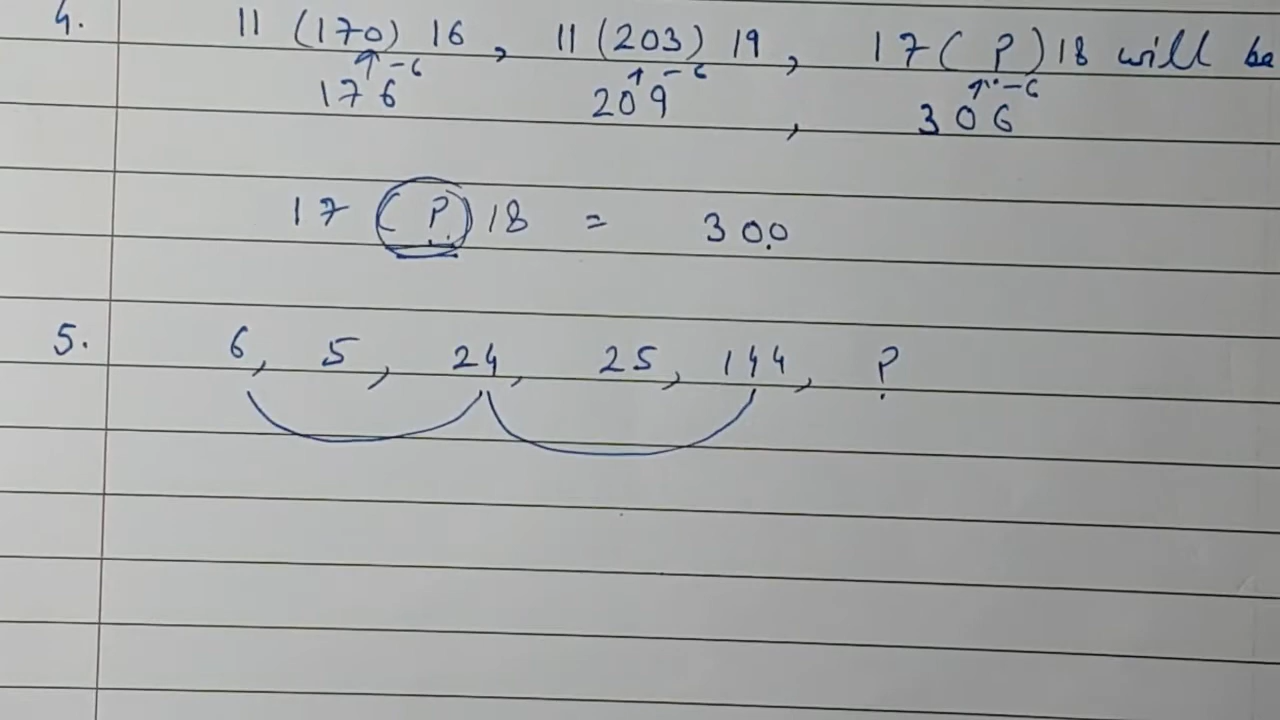 4. 11 (170) 16 , 11 (203) 19 , 17 ( ? ) 18 will be
↑-6 ↑-6 ↑-6
176 209 , 306
17 ( ? ) 18 = 300
5. 6, 5, 24, 25, 144, ?